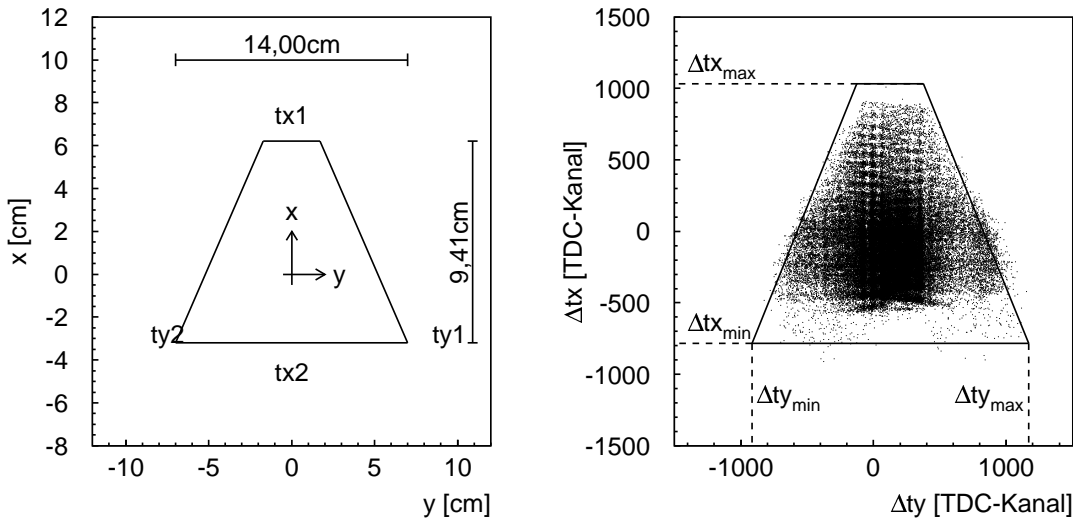 12
10
8
6
4
2
0
-2
-4
-6
-8
-10
-5
0
5
10
x [cm]
y [cm]
14,00cm
tx1
9,41cm
x
y
ty2
ty1
tx2
1500
1000
500
0
-500
-1000
-1500
-1000
0
1000
Δtx [TDC-Kanal]
Δty [TDC-Kanal]
Δtxmax
Δtxmin
Δtymin
Δtymax